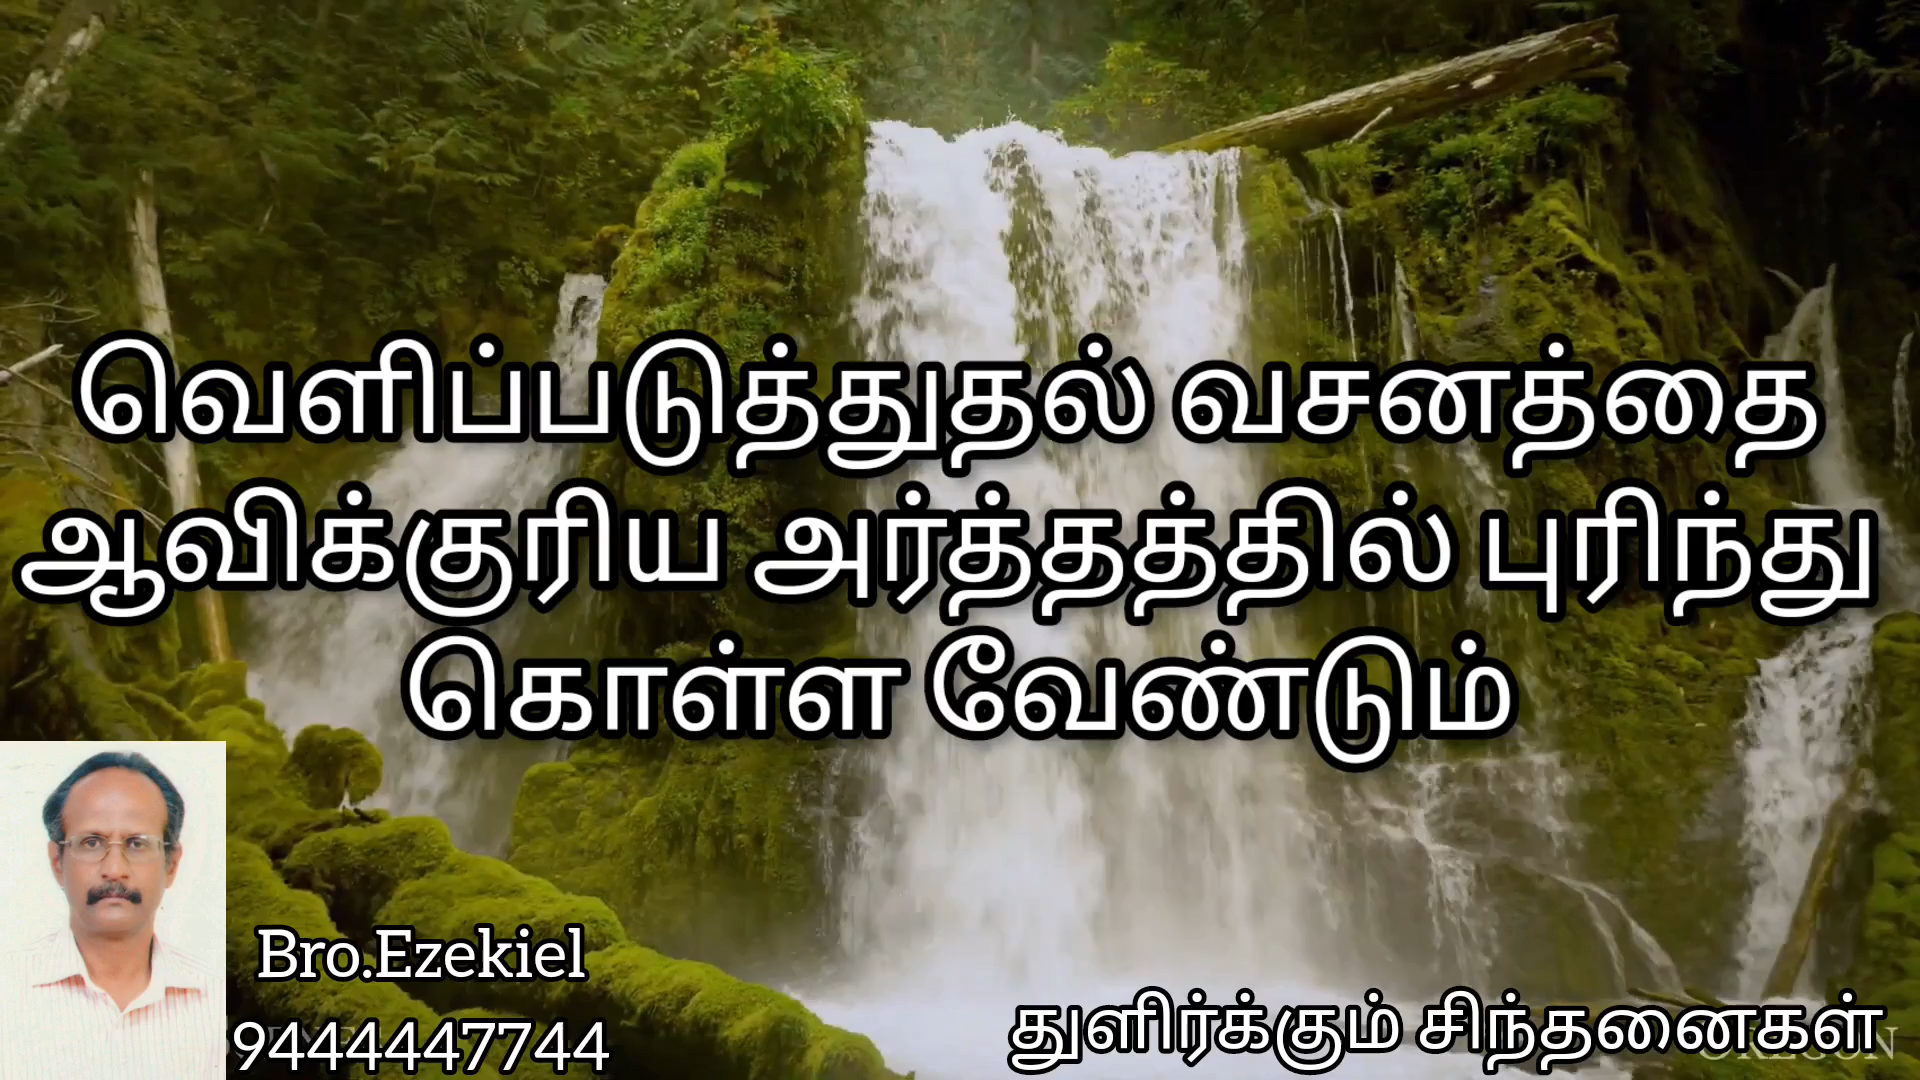 வெளிப்படுத்துதல் வசனத்தை
ஆவிக்குரிய அர்த்தத்தில் புரிந்து
கொள்ள வேண்டும்
Bro.Ezekiel
9444447744
துளிர்க்கும் சிந்தனைகள்